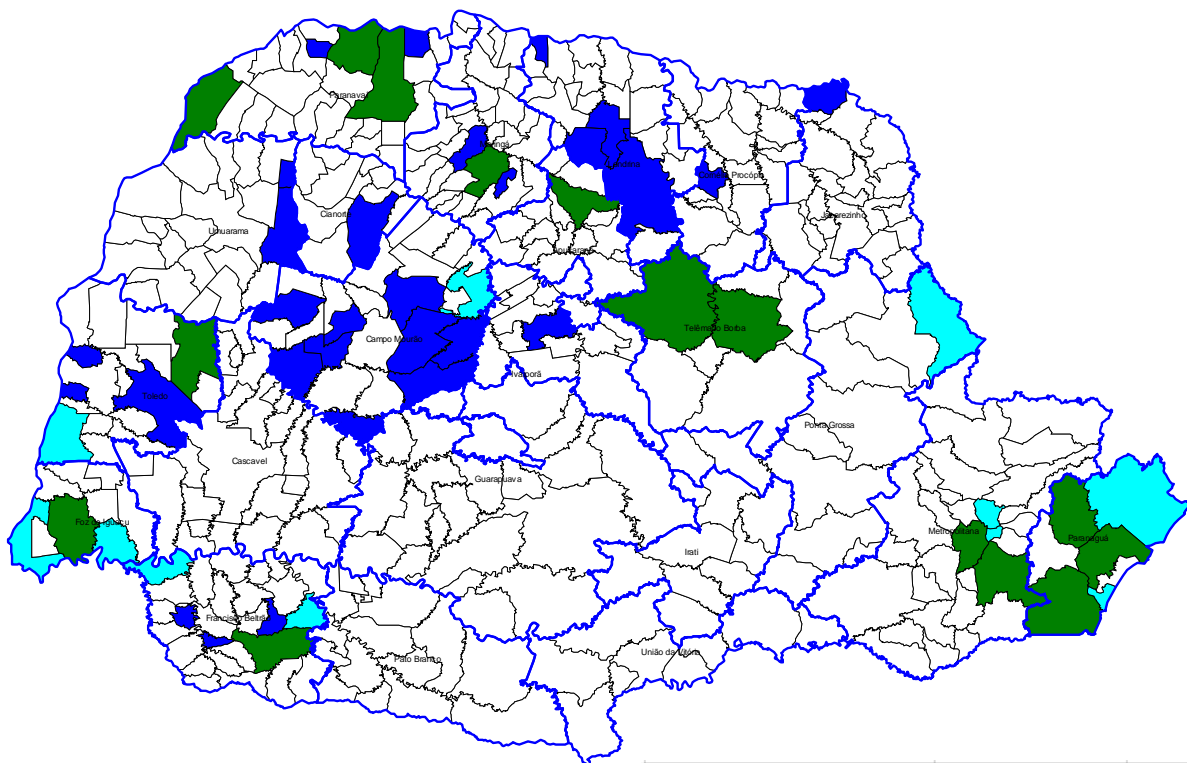 Paranavaí
Maringá
Londrina
Cornélio Procópio
Jacarezinho
Cianorte
Umuarama
Apucarana
Telêmaco Borba
Campo Mourão
Ivaiporã
Toledo
Ponta Grossa
Cascavel
Guarapuava
Foz do Iguaçu
Metropolitana
Paranaguá
Irati
Francisco Beltrão
União da Vitória
Pato Branco